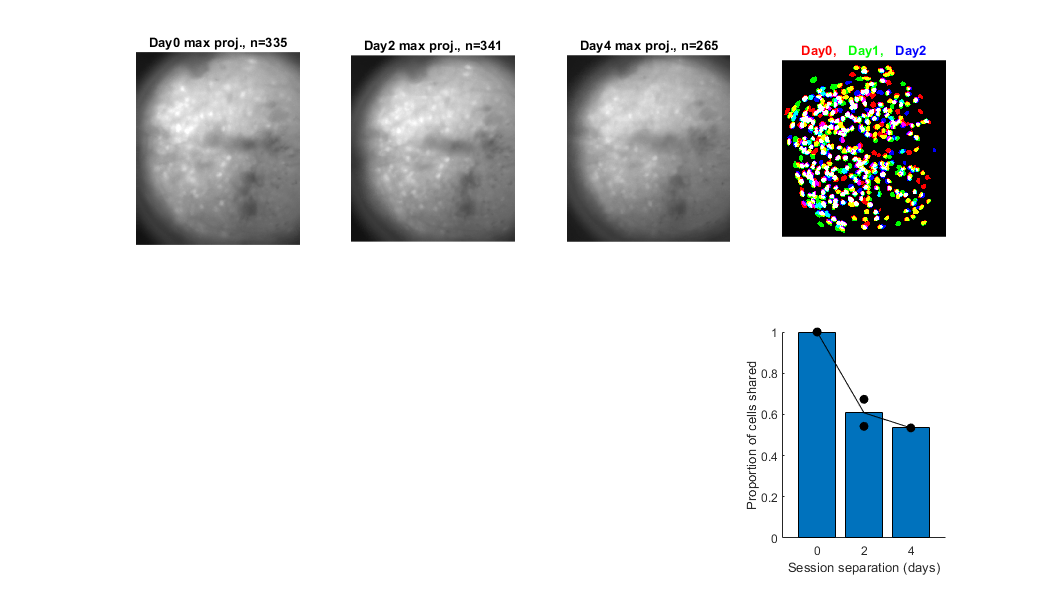 Day0 max proj., n=335
Day2 max proj., n=341
Day4 max proj., n=265
Day0, Day1, Day2
1
0.8
0.6
0.4
0.2
0
Proportion of cells shared
0 2 4
Session separation (days)